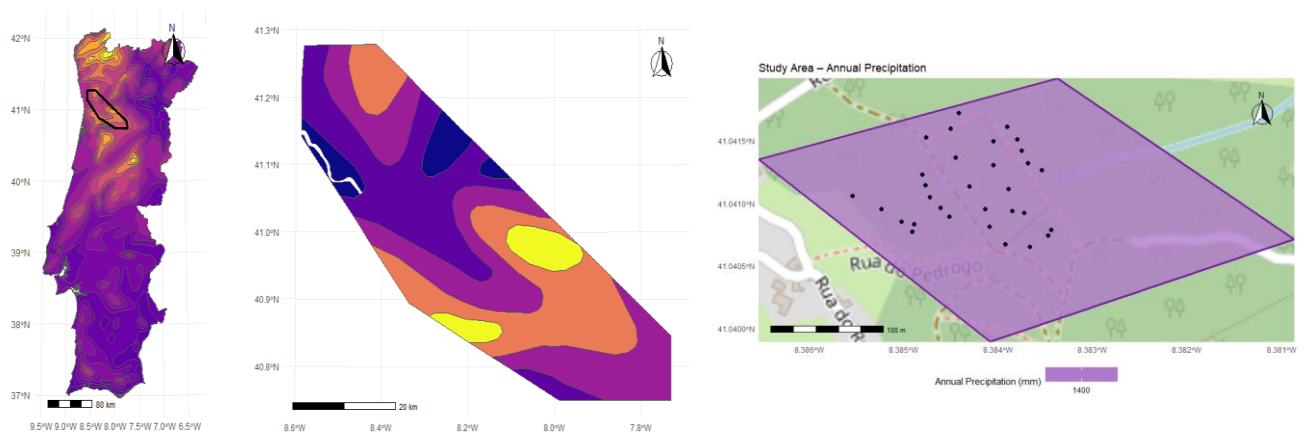 N
42°N
41°N
40°N
39°N
38°N
37°N
80 km
9.5°W 9.0°W 8.5°W 8.0°W 7.5°W 7.0°W 6.5°W
41.3°N
N
41.2°N
41.1°N
41.0°N
40.9°N
40.8°N
20 km
8.6°W 8.4°W 8.2°W 8.0°W 7.8°W
Study Area – Annual Precipitation
Rua
N
41.0415°N
41.0410°N
41.0405°N
41.0400°N
Rua do Pedrogo
Rua do
100 m
8.386°W 8.385°W 8.384°W 8.383°W 8.382°W 8.381°W
Annual Precipitation (mm)
1400